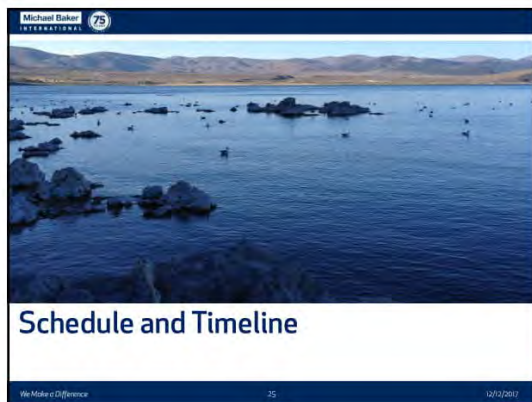 Michael Baker
INTERNATIONAL
75
Schedule and Timeline
We Make a Difference
25
12/12/2017